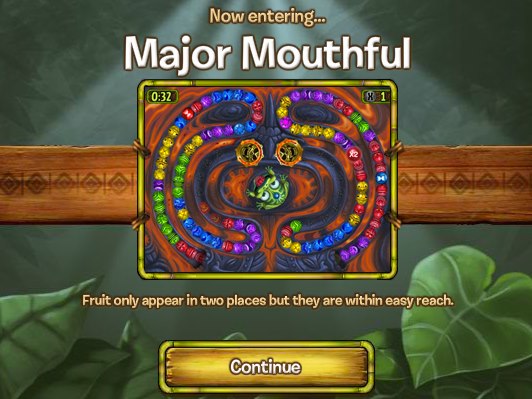 Now entering...
Major Mouthful
0:32
1
x2
Fruit only appear in two places but they are within easy reach.
Continue